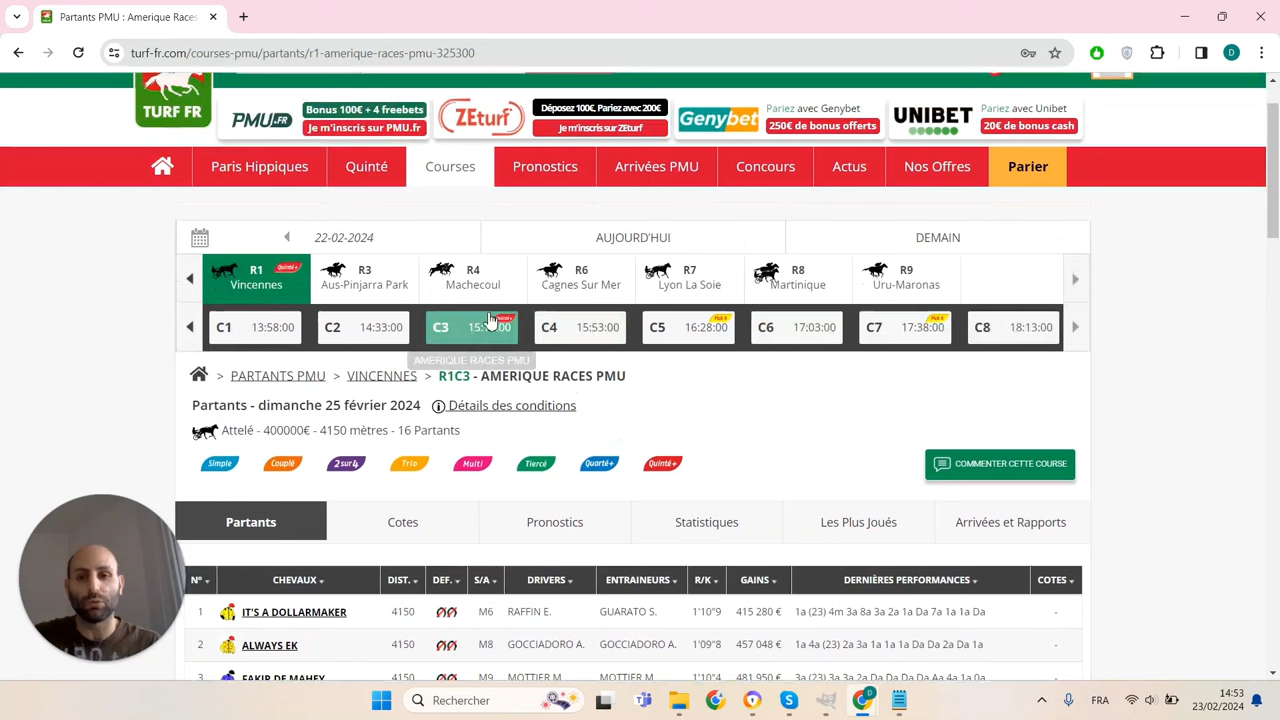 Partants PMU : Amerique Races
turf-fr.com/courses-pmu/partants/r1-amerique-races-pmu-325300
D
TURF FR
PMU.FR
Bonus 100€ + 4 freebets
Je m'inscris sur PMU.fr
ZEturf
Déposez 100€, Pariez avec 200€
Je m'inscris sur ZEturf
Genybet
Pariez avec Genybet
250€ de bonus offerts
UNIBET
Pariez avec Unibet
20€ de bonus cash
Paris Hippiques Quinté Courses Pronostics Arrivées PMU Concours Actus Nos Offres Parier
22-02-2024 AUJOURD'HUI DEMAIN
R1 Quinté+ R3 R4 R6 R7 R8 R9
Vincennes Aus-Pinjarra Park Machecoul Cagnes Sur Mer Lyon La Soie Martinique Uru-Maronas
C1 13:58:00 C2 14:33:00 C3 C4 15:53:00 C5 16:28:00 C6 17:03:00 C7 17:38:00 C8 18:13:00
AMERIQUE RACES PMU
> PARTANTS PMU > VINCENNES > R1C3 - AMERIQUE RACES PMU
Partants - dimanche 25 février 2024 Détails des conditions
Attelé - 400000€ - 4150 mètres - 16 Partants
Simple Couplé 2sur4 Trio Multi Tiercé Quarté+ Quinté+
COMMENTER CETTE COURSE
Partants Cotes Pronostics Statistiques Les Plus Joués Arrivées et Rapports
N° CHEVAUX DIST. DEF. S/A DRIVERS ENTRAINEURS R/K GAINS DERNIÈRES PERFORMANCES COTES
1 IT'S A DOLLARMAKER 4150 M6 RAFFIN E. GUARATO S. 1'10"9 415 280 € 1a (23) 4m 3a 8a 3a 2a 1a Da 7a 1a 1a Da -
2 ALWAYS EK 4150 M8 GOCCIADORO A. GOCCIADORO A. 1'09"8 457 048 € 1a 4a (23) 2a 3a 1a 1a 1a Da Da 2a Da 1a -
3 FAKIR DE MAHEY 4150 M9 MOTTIER M. MOTTIER M. 481 950 €
Rechercher
FRA
14:53
23/02/2024